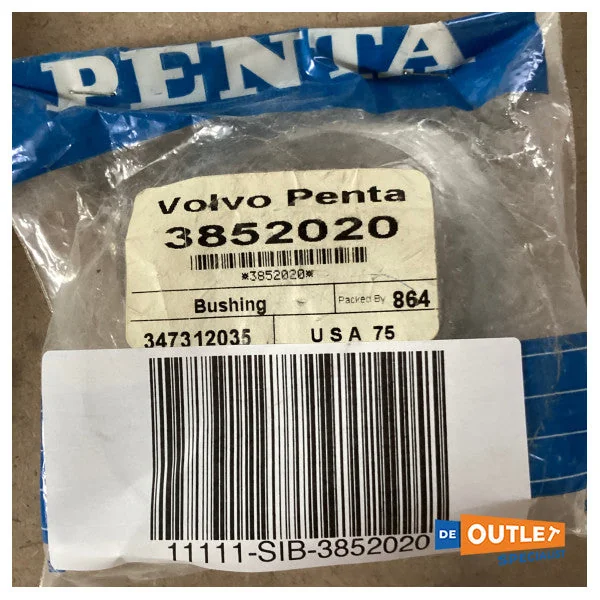 PENTA
Volvo Penta
3852020
*3852020*
Bushing Packed By 864
347312035 USA 75
11111-SIB-3852020
DE OUTLET